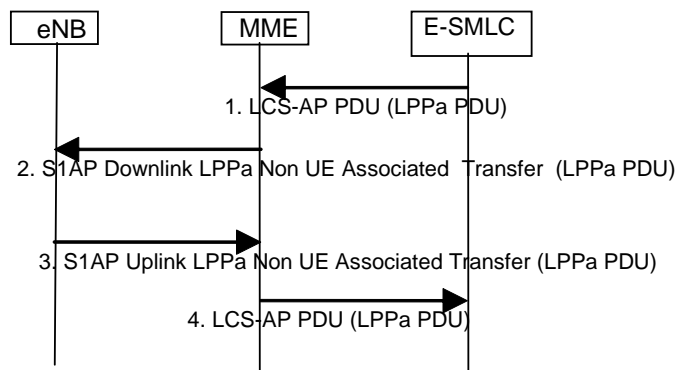 eNB
MME
E-SMLC
1. LCS-AP PDU (LPPa PDU)
2. S1AP Downlink LPPa Non UE Associated Transfer (LPPa PDU)
3. S1AP Uplink LPPa Non UE Associated Transfer (LPPa PDU)
4. LCS-AP PDU (LPPa PDU)